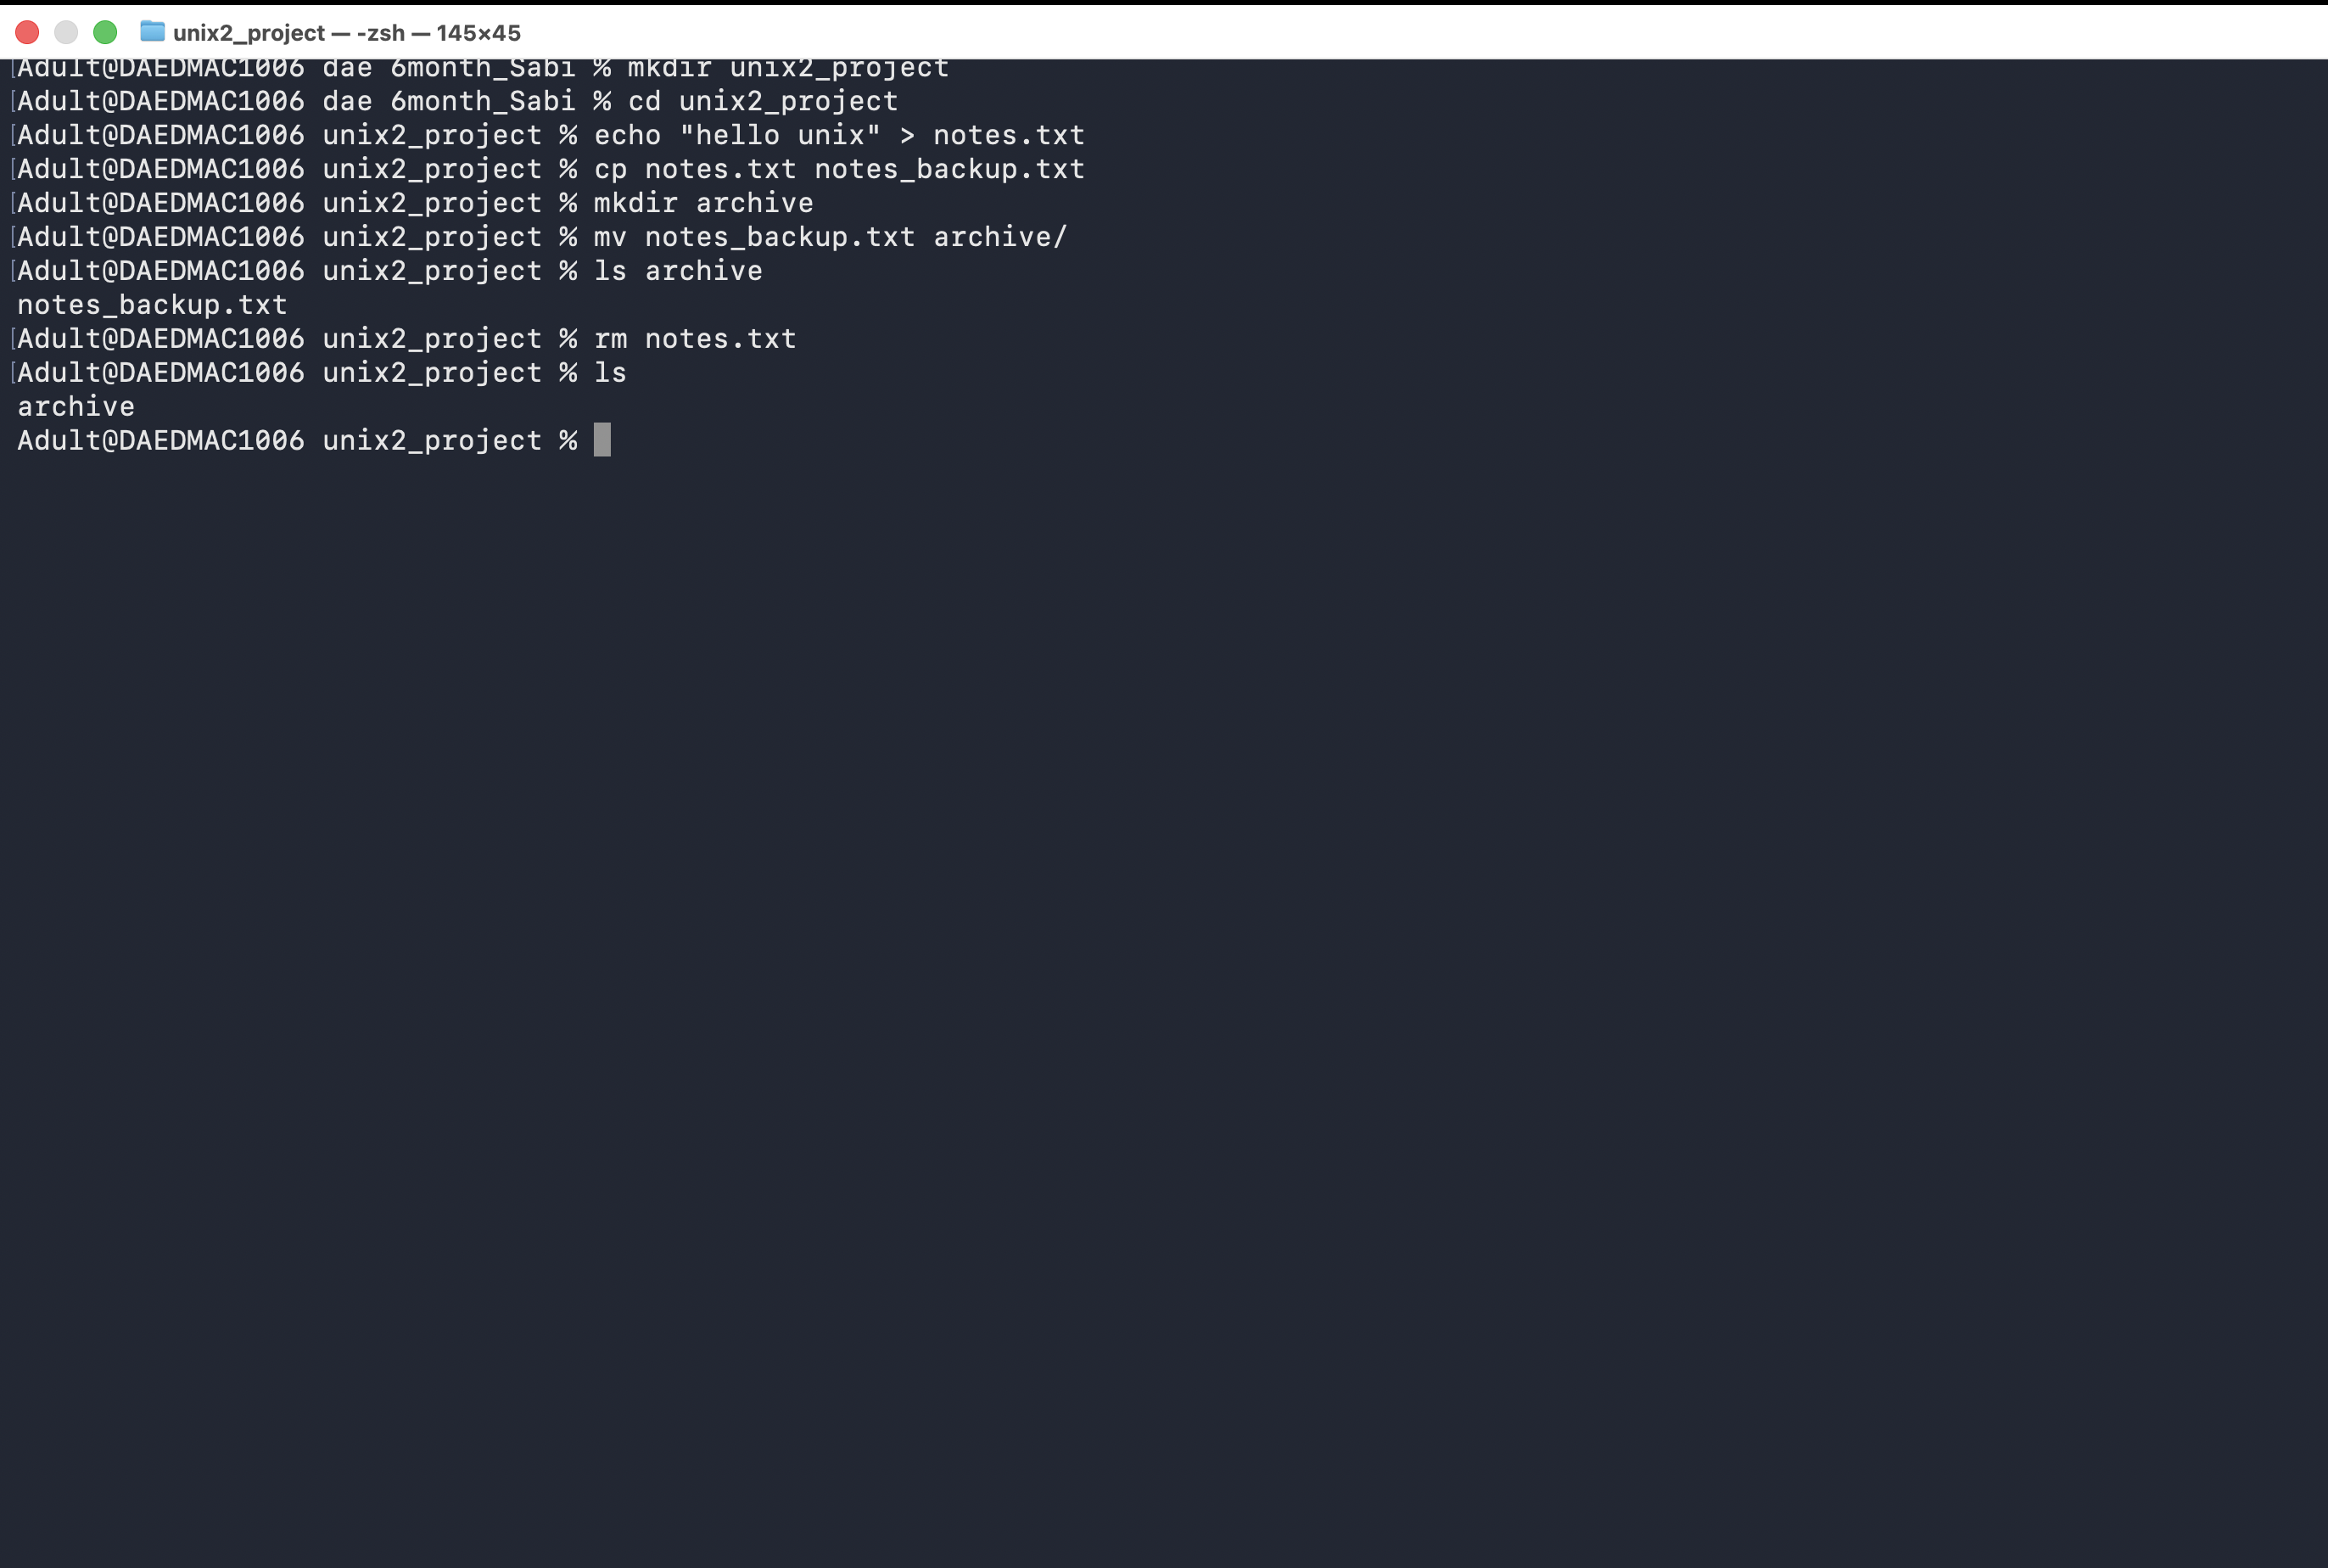 unix2_project — -zsh — 145×45
[Adult@DAEDMAC1006 dae 6month_Sabi % mkdir unix2_project
[Adult@DAEDMAC1006 dae 6month_Sabi % cd unix2_project
[Adult@DAEDMAC1006 unix2_project % echo "hello unix" > notes.txt
[Adult@DAEDMAC1006 unix2_project % cp notes.txt notes_backup.txt
[Adult@DAEDMAC1006 unix2_project % mkdir archive
[Adult@DAEDMAC1006 unix2_project % mv notes_backup.txt archive/
[Adult@DAEDMAC1006 unix2_project % ls archive
notes_backup.txt
[Adult@DAEDMAC1006 unix2_project % rm notes.txt
[Adult@DAEDMAC1006 unix2_project % ls
archive
Adult@DAEDMAC1006 unix2_project %